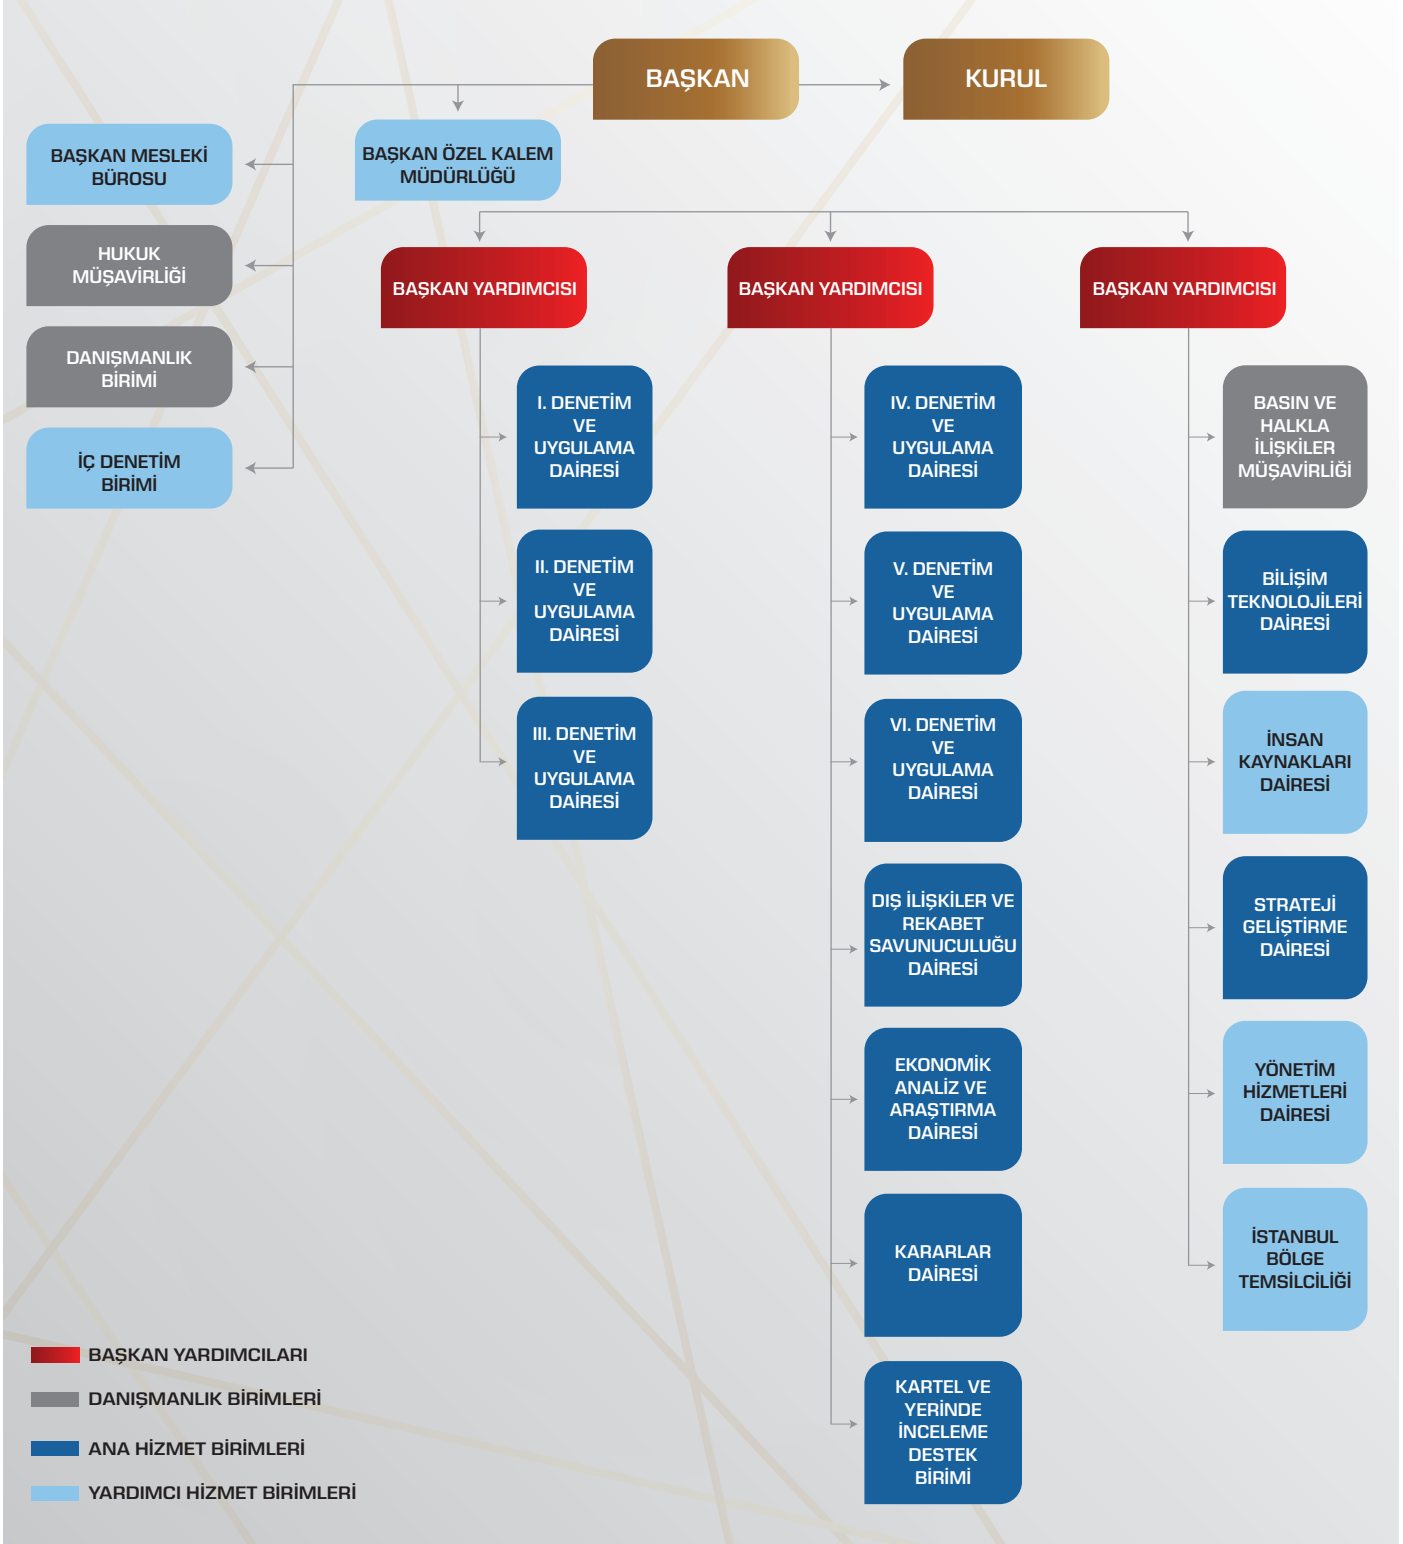 BAŞKAN
KURUL
BAŞKAN MESLEKİ
BÜROSU
BAŞKAN ÖZEL KALEM
MÜDÜRLÜĞÜ
HUKUK
MÜŞAVİRLİĞİ
DANIŞMANLIK
BİRİMİ
İÇ DENETİM
BİRİMİ
BAŞKAN YARDIMCISI
I. DENETİM
VE
UYGULAMA
DAİRESİ
II. DENETİM
VE
UYGULAMA
DAİRESİ
III. DENETİM
VE
UYGULAMA
DAİRESİ
BAŞKAN YARDIMCISI
IV. DENETİM
VE
UYGULAMA
DAİRESİ
V. DENETİM
VE
UYGULAMA
DAİRESİ
VI. DENETİM
VE
UYGULAMA
DAİRESİ
DIŞ İLİŞKİLER VE
REKABET
SAVUNUCULUĞU
DAİRESİ
EKONOMİK
ANALİZ VE
ARAŞTIRMA
DAİRESİ
KARARLAR
DAİRESİ
KARTEL VE
YERİNDE
İNCELEME
DESTEK
BİRİMİ
BAŞKAN YARDIMCISI
BASIN VE
HALKLA
İLİŞKİLER
MÜŞAVİRLİĞİ
BİLİŞİM
TEKNOLOJİLERİ
DAİRESİ
İNSAN
KAYNAKLARI
DAİRESİ
STRATEJİ
GELİŞTİRME
DAİRESİ
YÖNETİM
HİZMETLERİ
DAİRESİ
İSTANBUL
BÖLGE
TEMSİLCİLİĞİ
BAŞKAN YARDIMCILARI
DANIŞMANLIK BİRİMLERİ
ANA HİZMET BİRİMLERİ
YARDIMCI HİZMET BİRİMLERİ